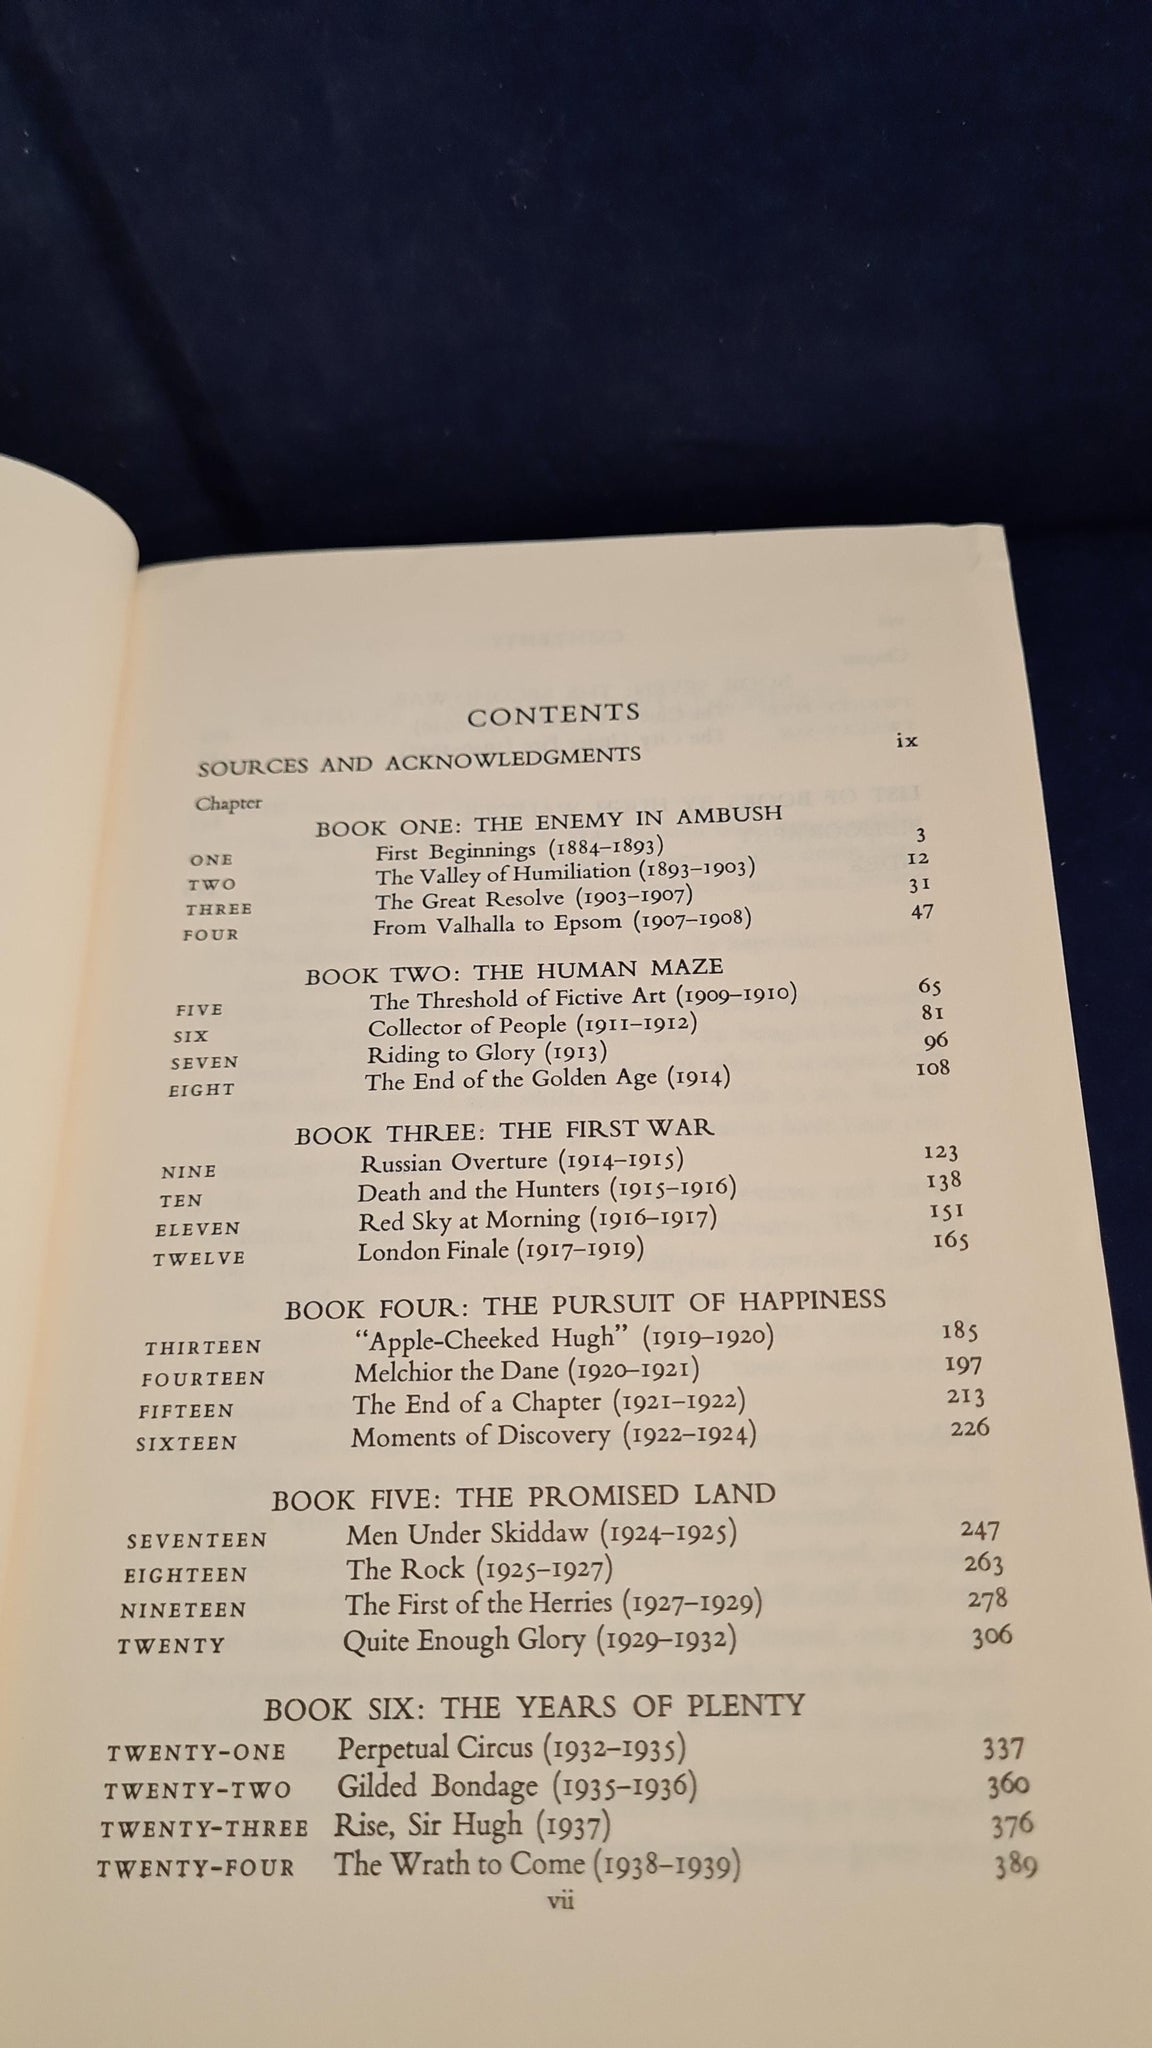 CONTENTS
SOURCES AND ACKNOWLEDGMENTS ix
Chapter
BOOK ONE: THE ENEMY IN AMBUSH
ONE First Beginnings (1884–1893) 3
TWO The Valley of Humiliation (1893–1903) 12
THREE The Great Resolve (1903–1907) 31
FOUR From Valhalla to Epsom (1907–1908) 47
BOOK TWO: THE HUMAN MAZE
FIVE The Threshold of Fictive Art (1909–1910) 65
SIX Collector of People (1911–1912) 81
SEVEN Riding to Glory (1913) 96
EIGHT The End of the Golden Age (1914) 108
BOOK THREE: THE FIRST WAR
NINE Russian Overture (1914–1915) 123
TEN Death and the Hunters (1915–1916) 138
ELEVEN Red Sky at Morning (1916–1917) 151
TWELVE London Finale (1917–1919) 165
BOOK FOUR: THE PURSUIT OF HAPPINESS
THIRTEEN "Apple-Cheeked Hugh" (1919–1920) 185
FOURTEEN Melchior the Dane (1920–1921) 197
FIFTEEN The End of a Chapter (1921–1922) 213
SIXTEEN Moments of Discovery (1922–1924) 226
BOOK FIVE: THE PROMISED LAND
SEVENTEEN Men Under Skiddaw (1924–1925) 247
EIGHTEEN The Rock (1925–1927) 263
NINETEEN The First of the Herries (1927–1929) 278
TWENTY Quite Enough Glory (1929–1932) 306
BOOK SIX: THE YEARS OF PLENTY
TWENTY-ONE Perpetual Circus (1932–1935) 337
TWENTY-TWO Gilded Bondage (1935–1936) 360
TWENTY-THREE Rise, Sir Hugh (1937) 376
TWENTY-FOUR The Wrath to Come (1938–1939) 389
vii